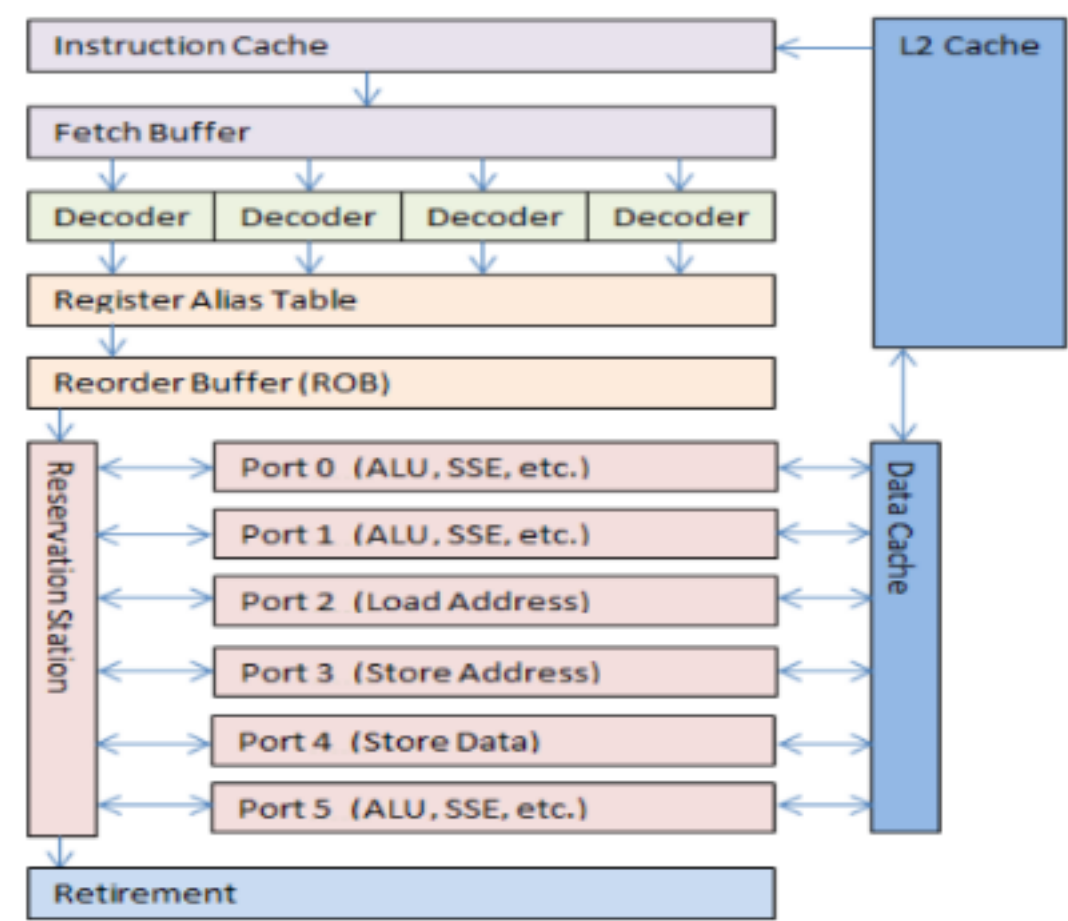 Instruction Cache
L2 Cache
Fetch Buffer
Decoder
Decoder
Decoder
Decoder
Register Alias Table
Reorder Buffer (ROB)
Reservation Station
Port 0 (ALU, SSE, etc.)
Port 1 (ALU, SSE, etc.)
Port 2 (Load Address)
Port 3 (Store Address)
Port 4 (Store Data)
Port 5 (ALU, SSE, etc.)
Data Cache
Retirement